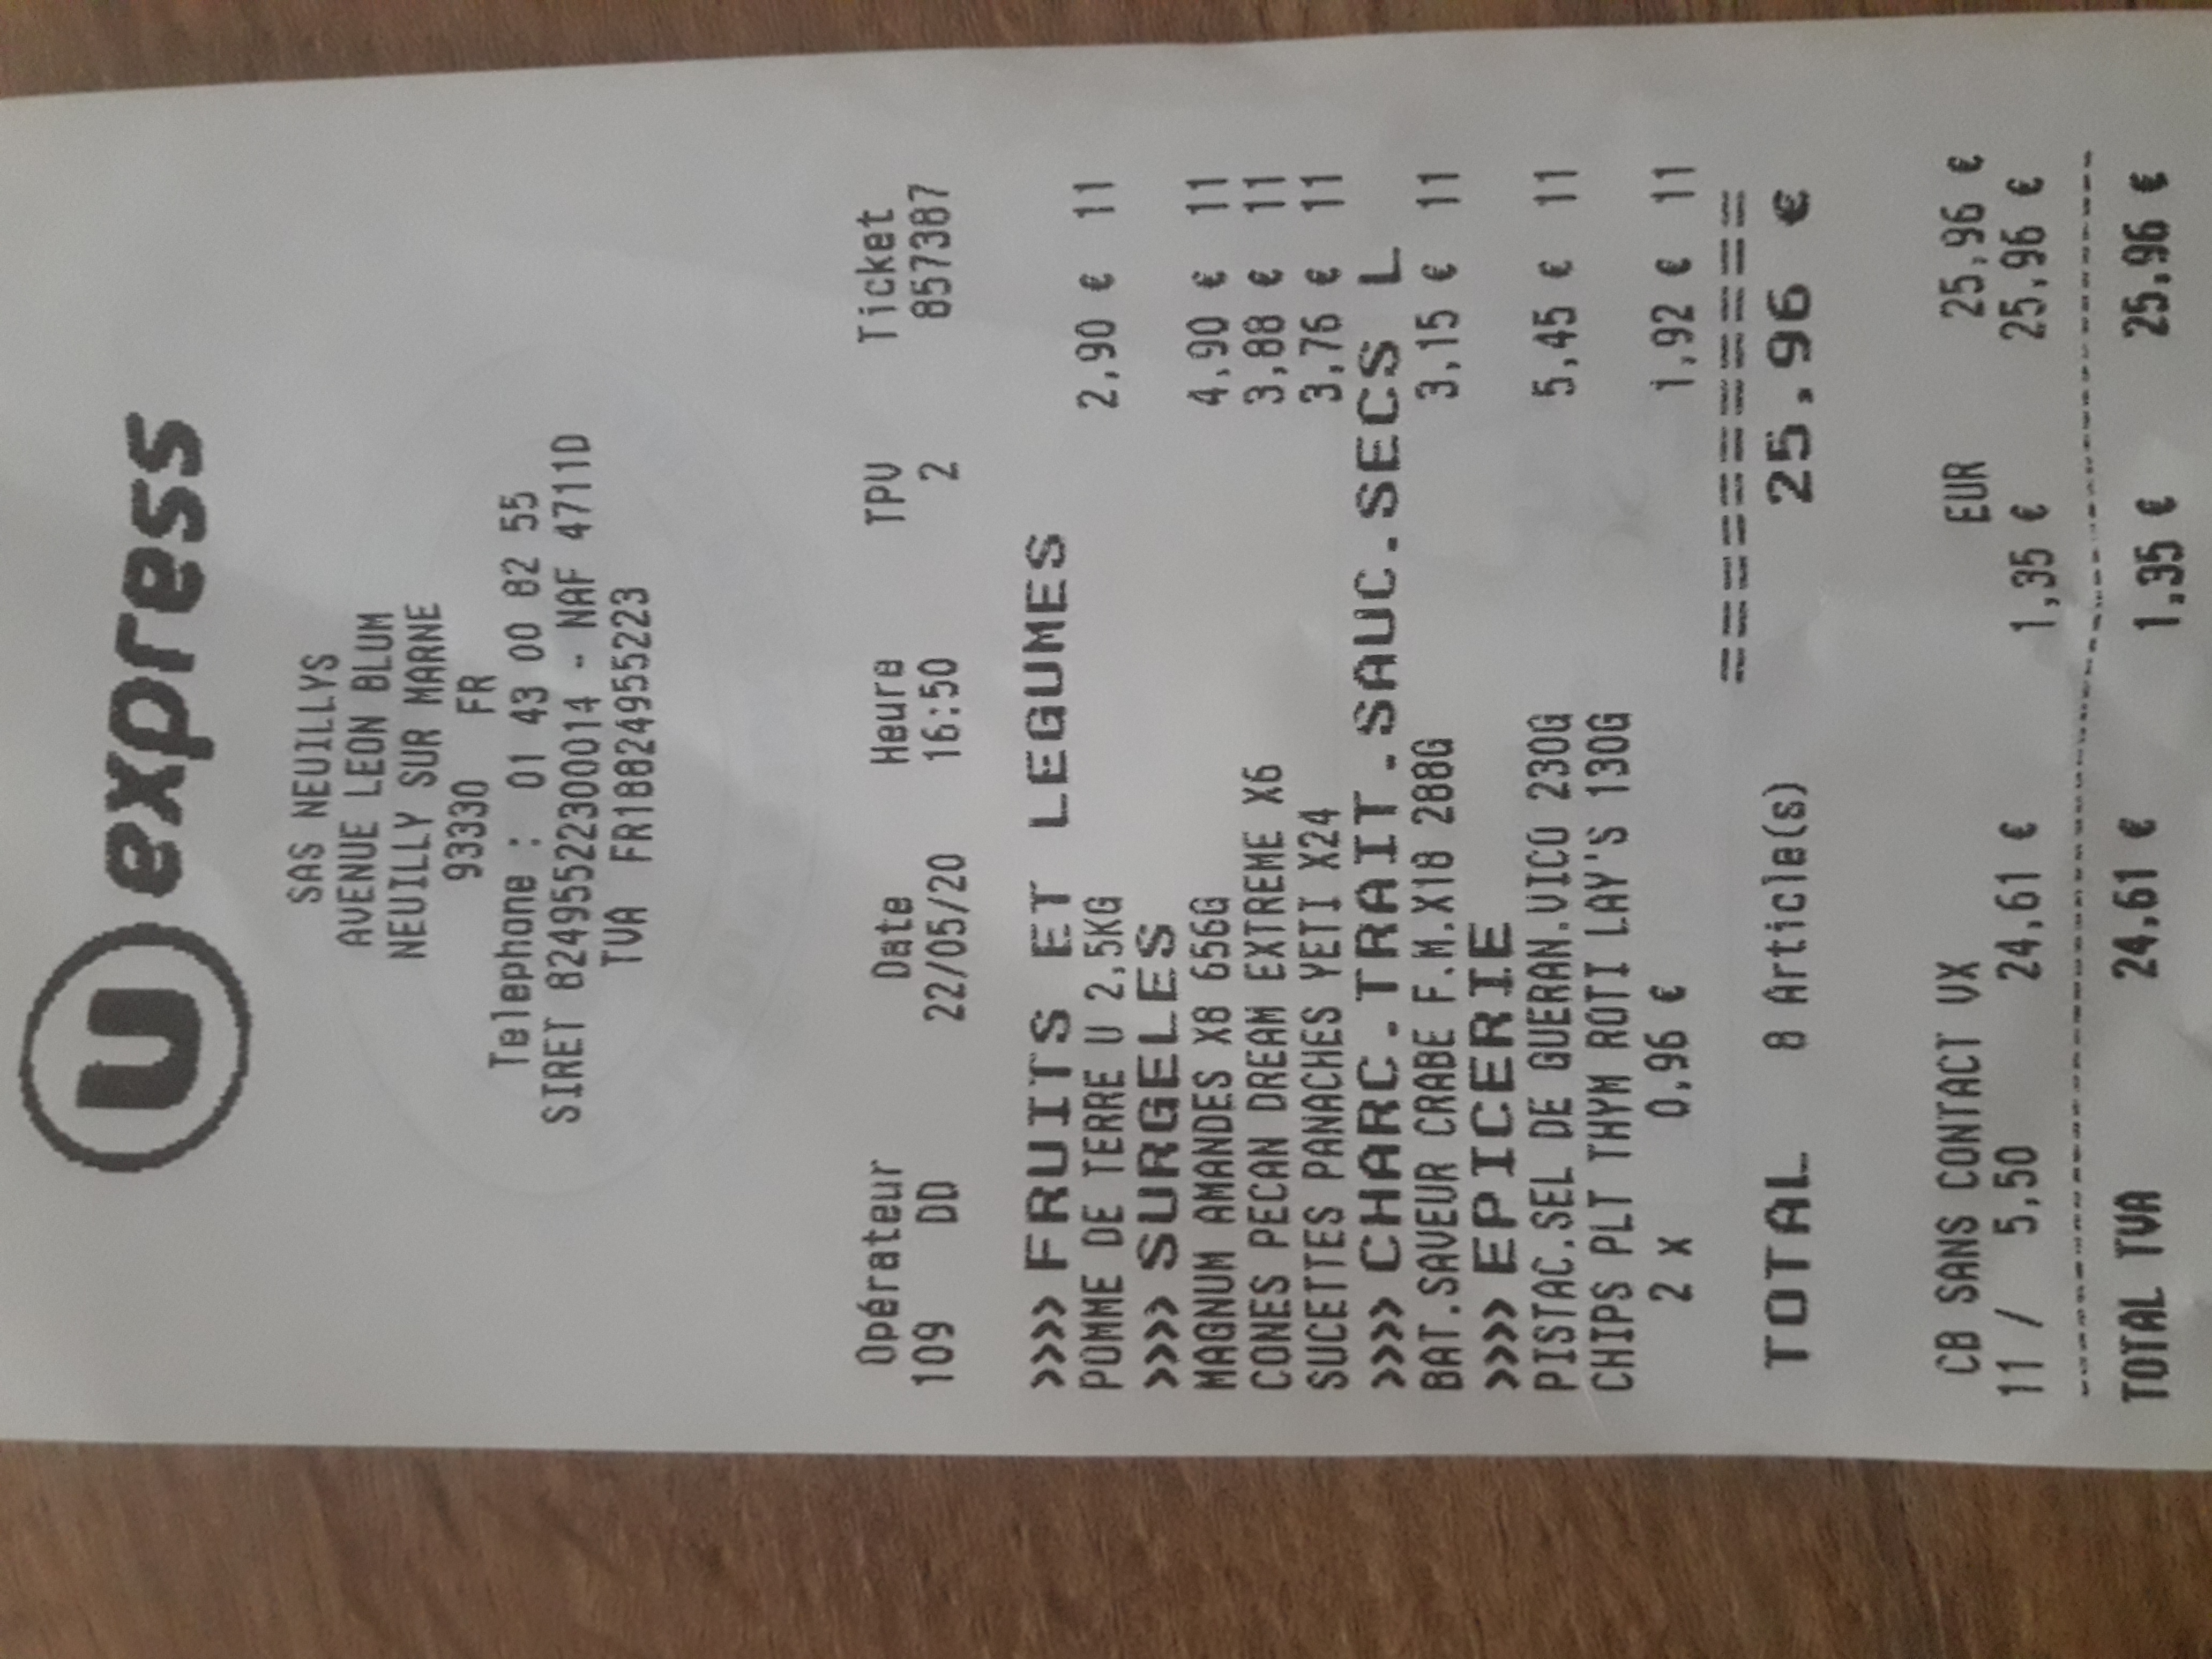 U express
SAS NEUILLYS
AVENUE LEON BLUM
NEUILLY SUR MARNE
93330 FR
Telephone : 01 43 00 82 55
SIRET 82495522300014 - NAF 4711D
TVA FR18824955223
Opérateur Date Heure TPV Ticket
109 DD 22/05/20 16:50 2 857387
>>>> FRUITS ET LEGUMES
POMME DE TERRE U 2,5KG 2,90 € 11
>>>> SURGELES
MAGNUM AMANDES X8 656G 4,90 € 11
CONES PECAN DREAM EXTREME X6 3,88 € 11
SUCETTES PANACHES YETI X24 3,76 € 11
>>>> CHARC.TRAIT.SAUC.SECS L
BAT.SAVEUR CRABE F.M.X18 288G 3,15 € 11
>>>> EPICERIE
PISTAC.SEL DE GUERAN.VICO 230G 5,45 € 11
CHIPS PLT THYM ROTI LAY'S 130G
2 x 0,96 € 1,92 € 11
===========
TOTAL 8 Article(s) 25,96 €
CB SANS CONTACT VX EUR 25,96 €
11 / 5,50 24,61 € 1,35 € 25,96 €
TOTAL TVA 24,61 € 1,35 € 25,96 €